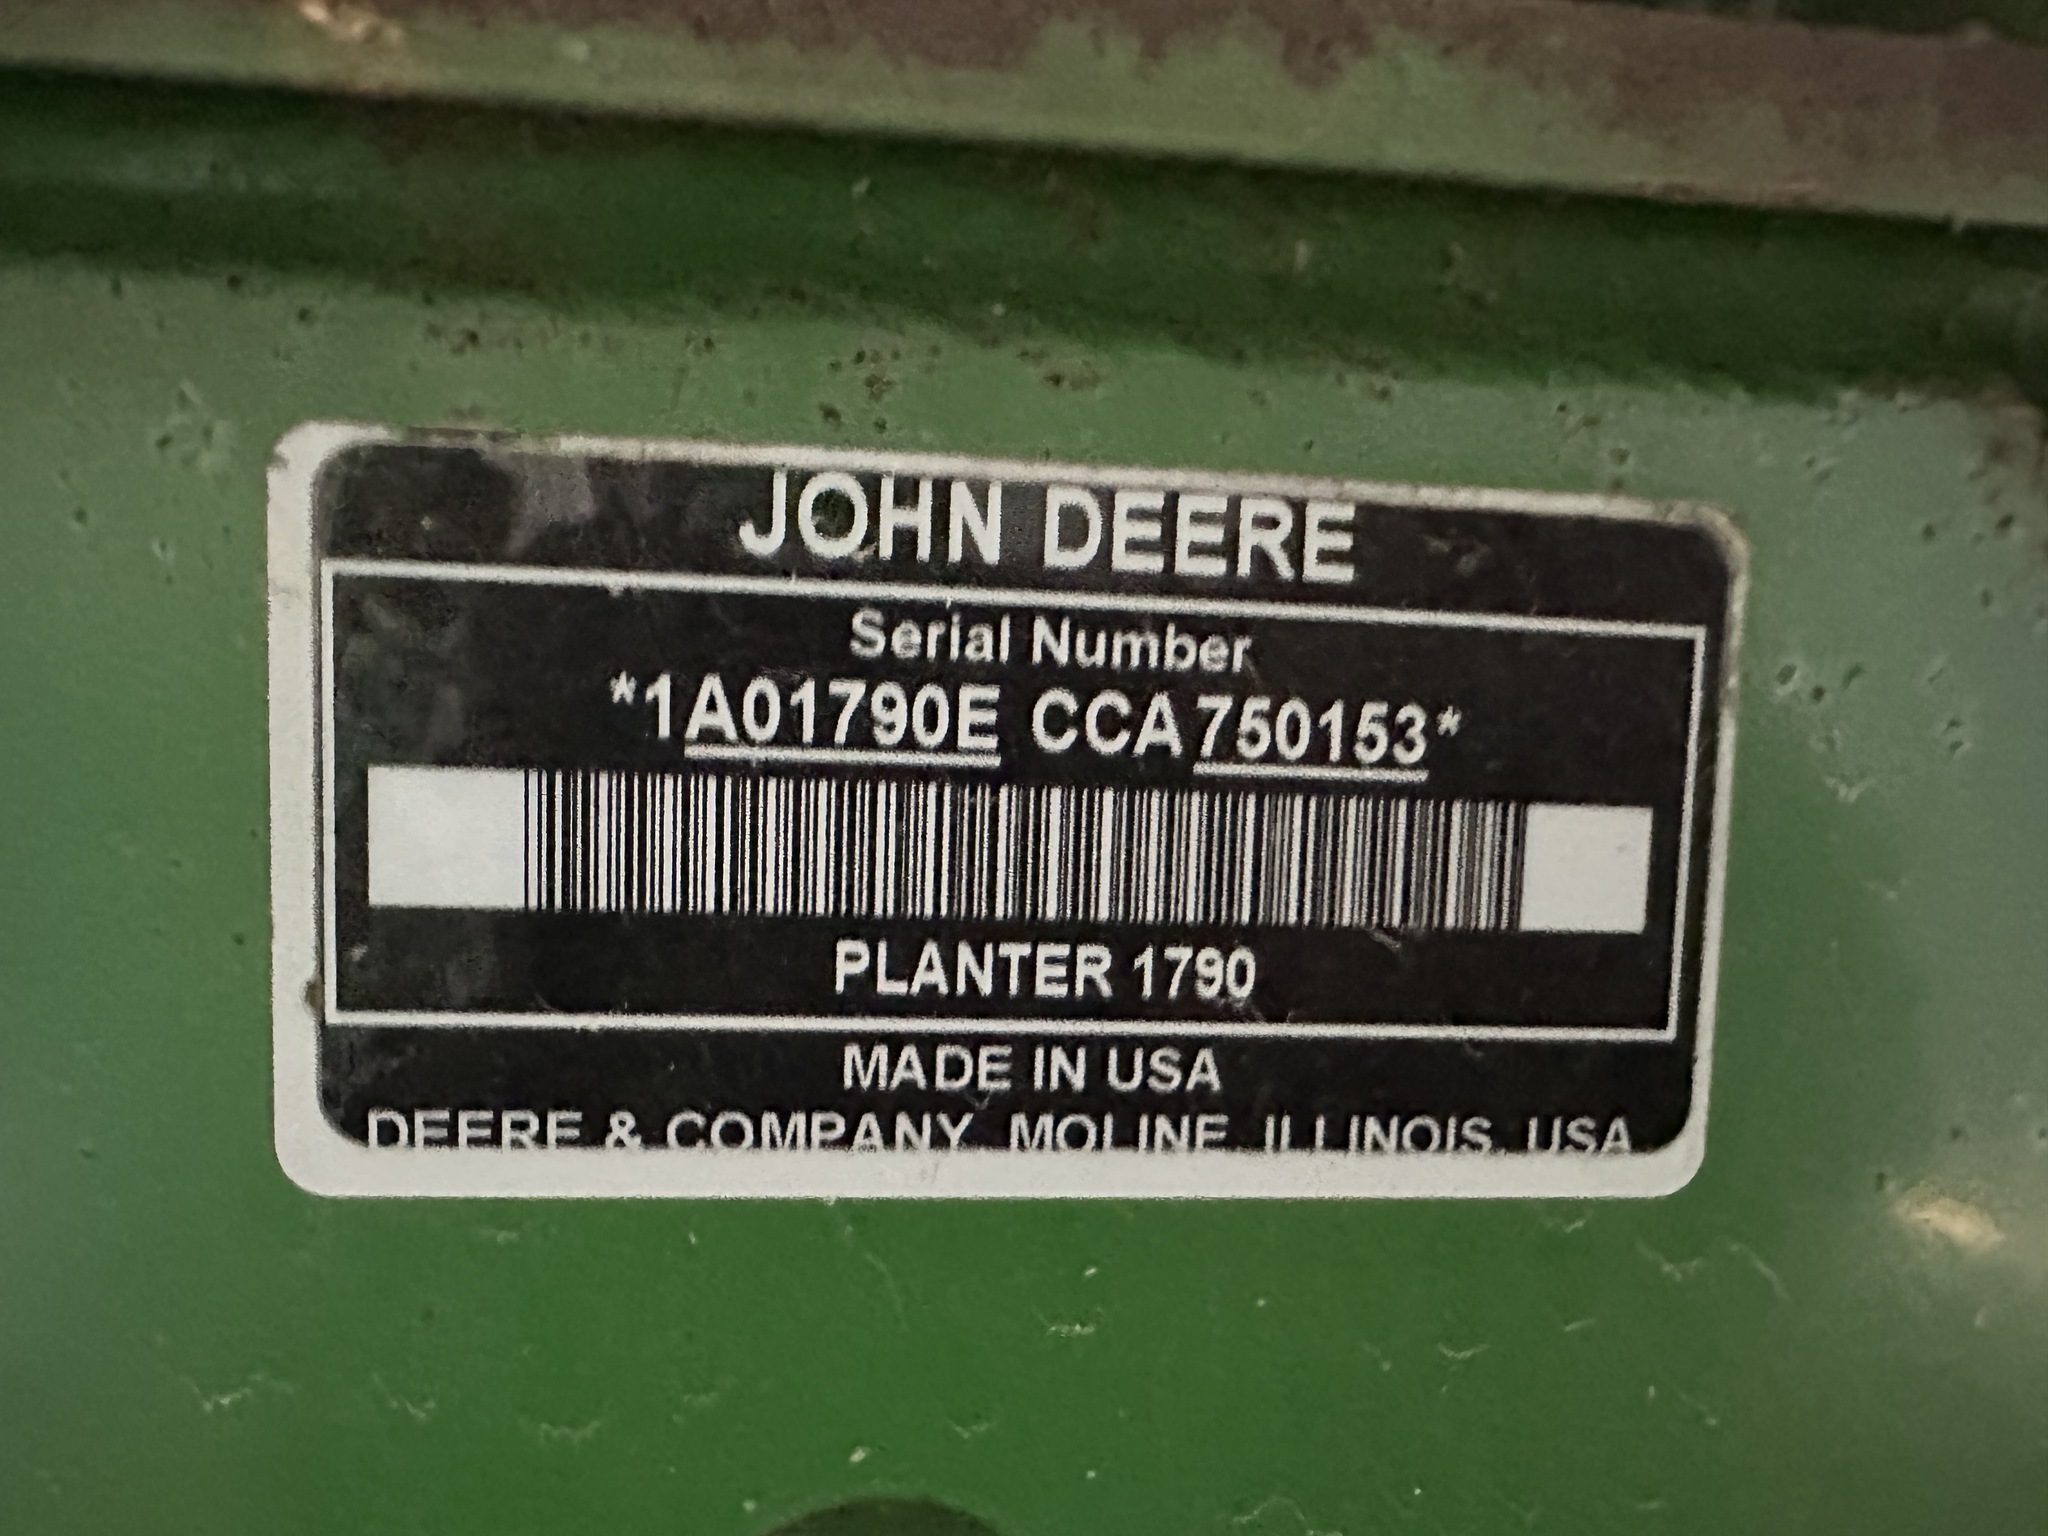 JOHN DEERE
Serial Number
*1A01790E CCA750153*
PLANTER 1790
MADE IN USA
DEERE & COMPANY, MOLINE, ILLINOIS, USA